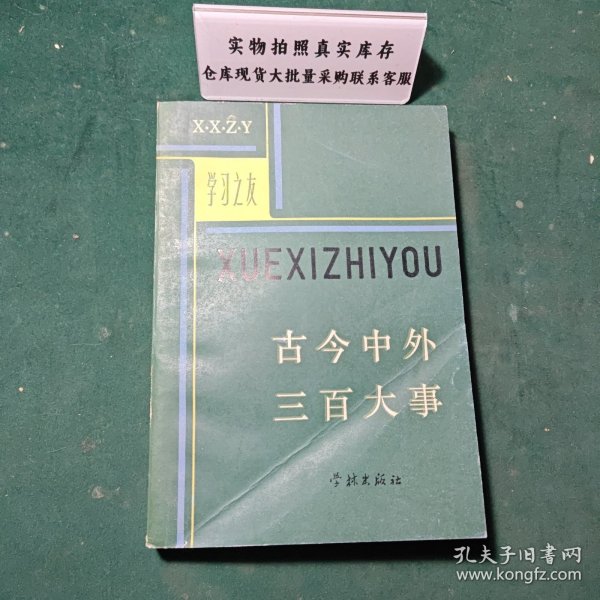 实物拍照真实库存
仓库现货大批量采购联系客服
X·X·Z·Y
学习之友
XUEXIZHIYOU
古今中外
三百大事
学林出版社
孔夫子旧书网
www.kongfz.com